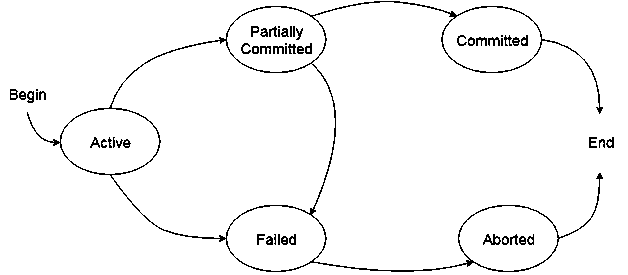 Partially
Committed
Committed
Begin
Active
End
Failed
Aborted